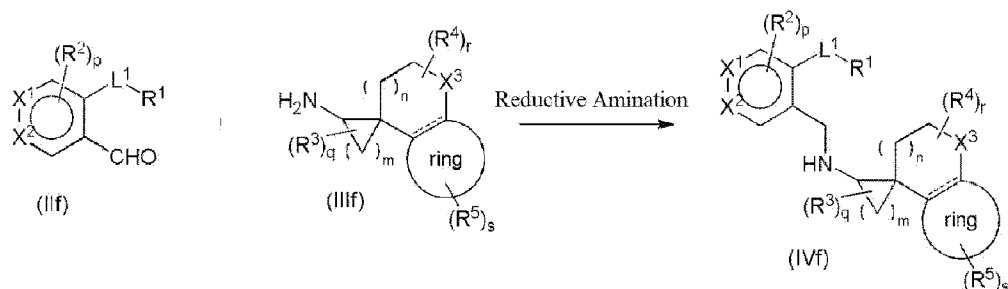 (R²)ₚ
X¹
L¹
R¹
X²
CHO
(IIf)
H₂N
(R³)q
( )ₙ
( )ₘ
(R⁴)ᵣ
X³
ring
(R⁵)ₛ
(IIIf)
Reductive Amination
(R²)ₚ
X¹
L¹
R¹
X²
HN
(R³)q
( )ₙ
( )ₘ
(R⁴)ᵣ
X³
ring
(R⁵)ₛ
(IVf)